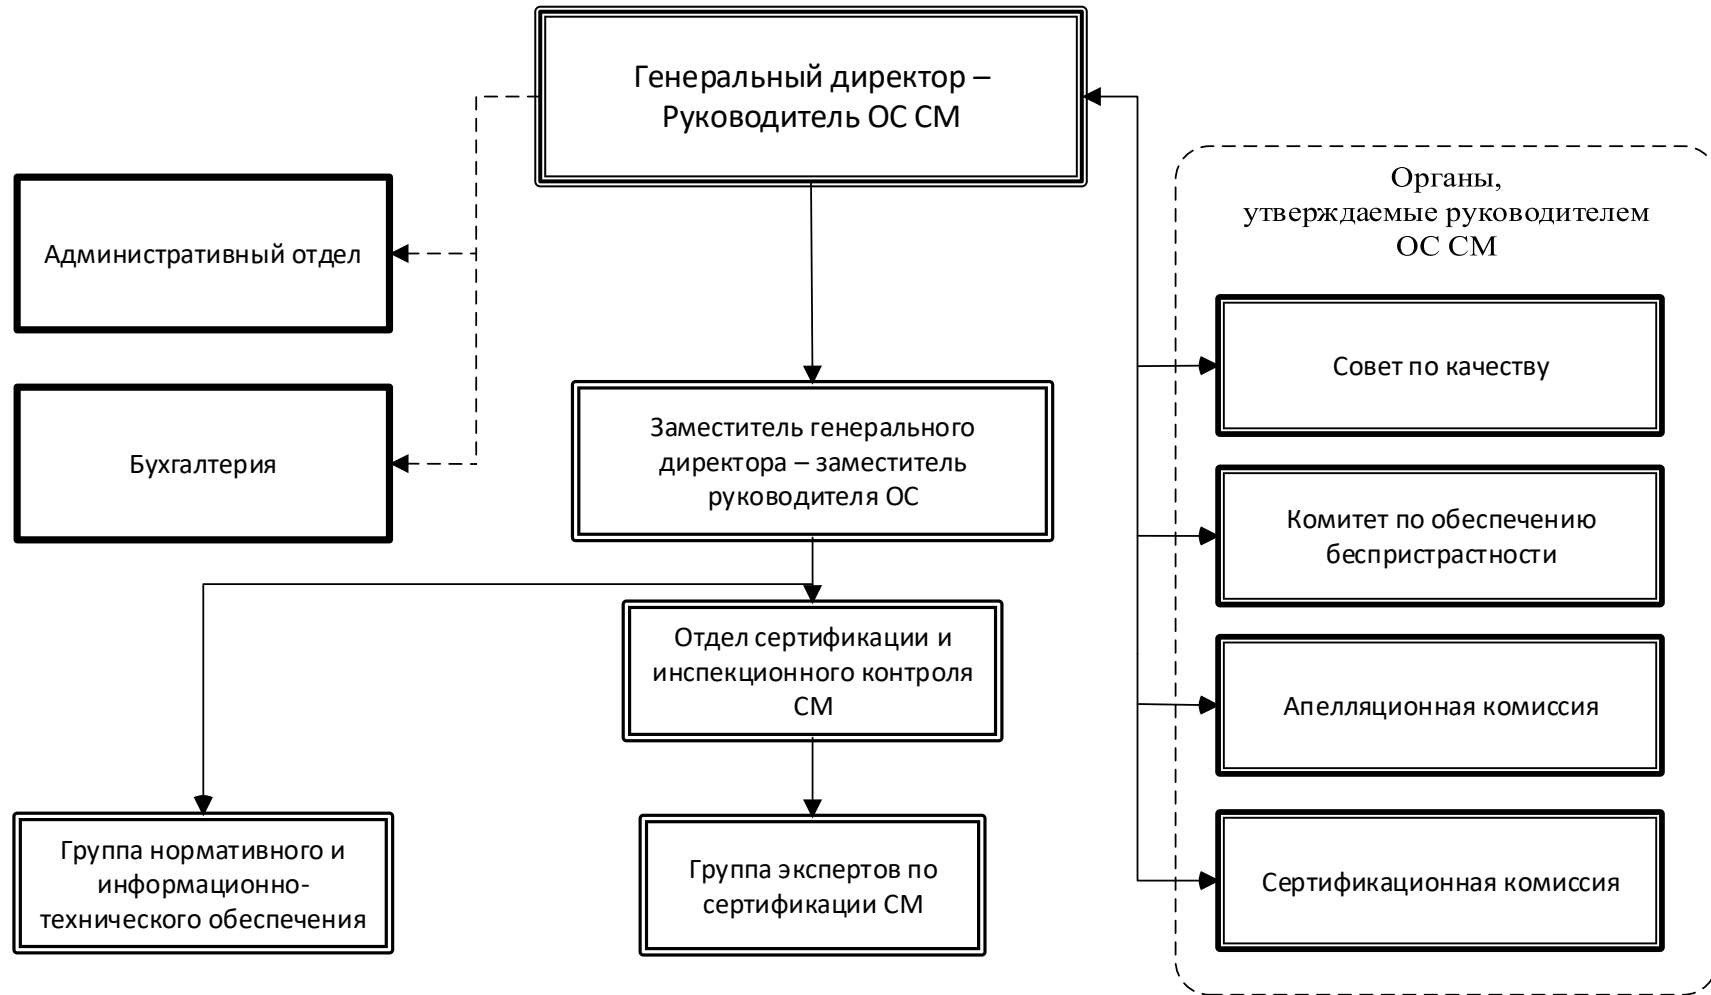 Генеральный директор –
Руководитель ОС СМ
Органы,
утверждаемые руководителем
ОС СМ
Административный отдел
Совет по качеству
Бухгалтерия
Заместитель генерального
директора – заместитель
руководителя ОС
Комитет по обеспечению
беспристрастности
Отдел сертификации и
инспекционного контроля
СМ
Апелляционная комиссия
Группа нормативного и
информационно-
технического обеспечения
Группа экспертов по
сертификации СМ
Сертификационная комиссия